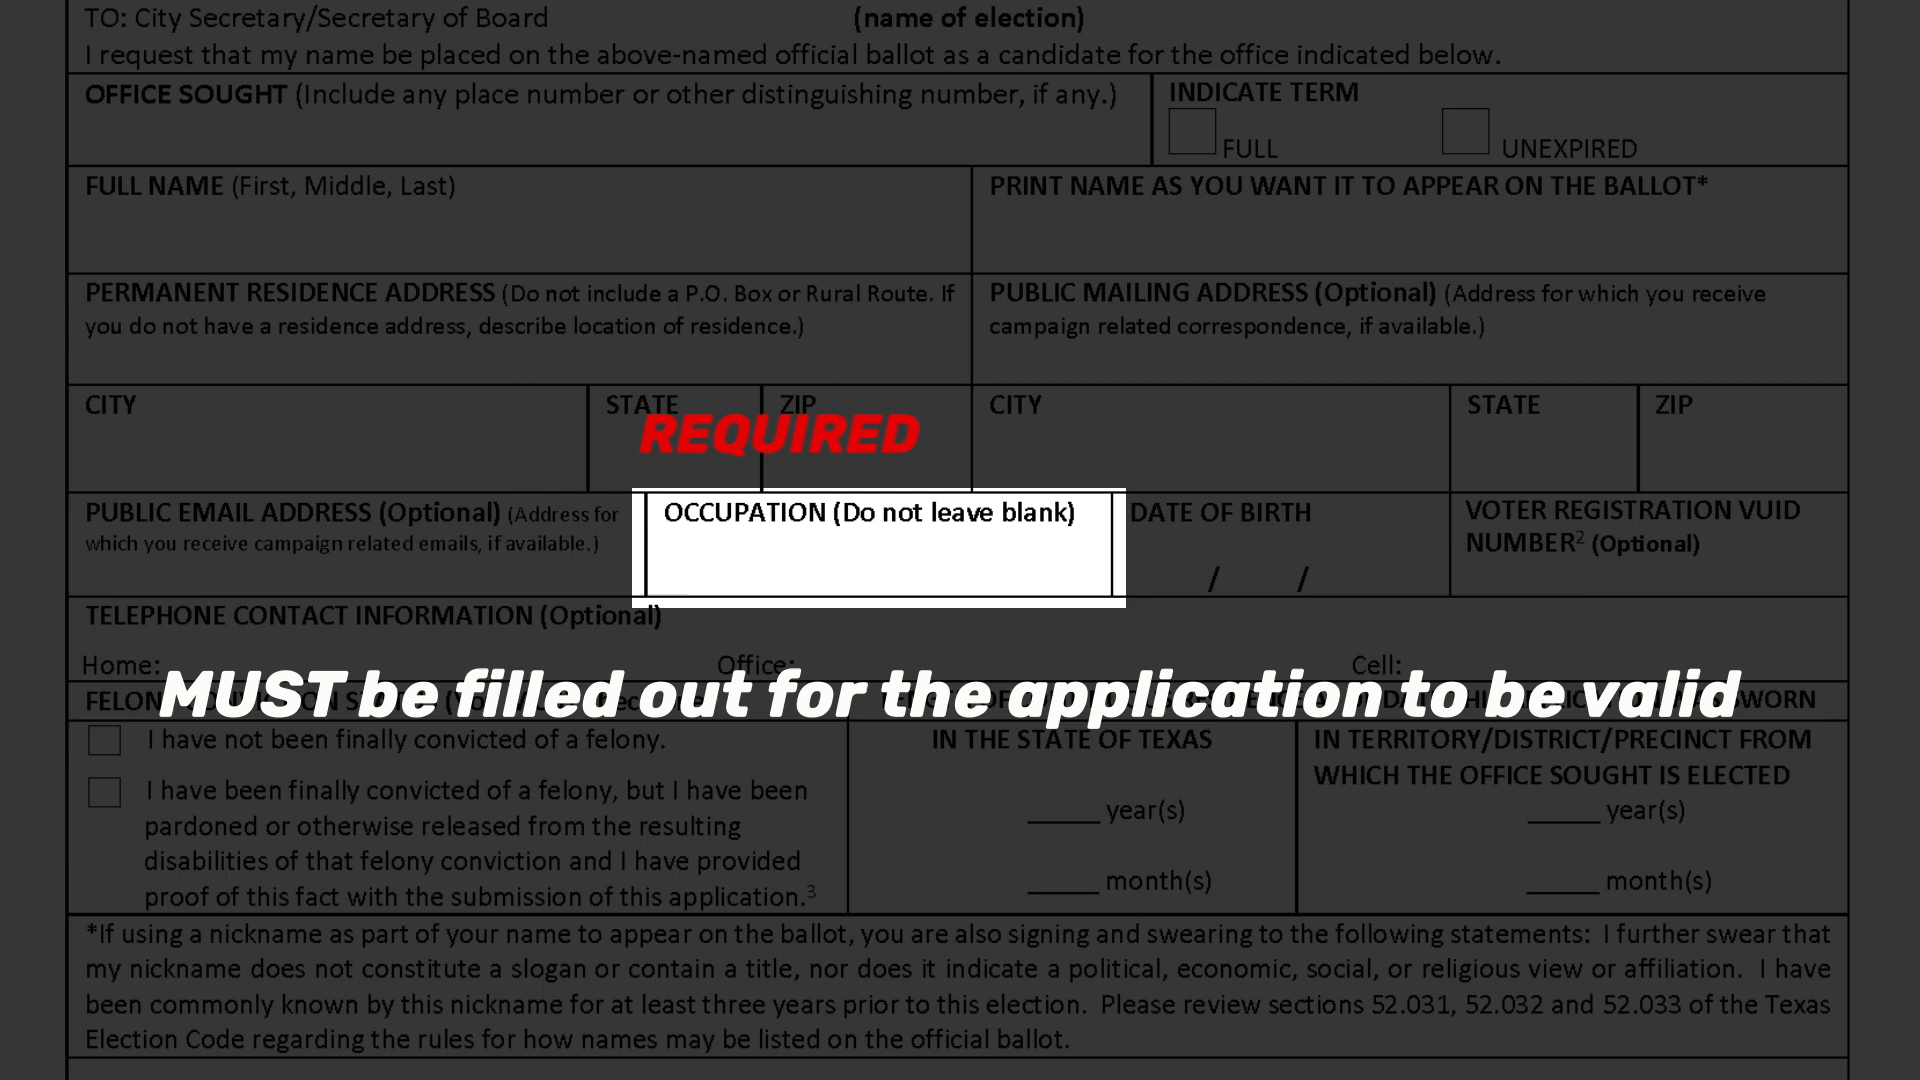 TO: City Secretary/Secretary of Board (name of election)
I request that my name be placed on the above-named official ballot as a candidate for the office indicated below.
OFFICE SOUGHT (Include any place number or other distinguishing number, if any.)
INDICATE TERM
FULL UNEXPIRED
FULL NAME (First, Middle, Last)
PRINT NAME AS YOU WANT IT TO APPEAR ON THE BALLOT*
PERMANENT RESIDENCE ADDRESS (Do not include a P.O. Box or Rural Route. If
you do not have a residence address, describe location of residence.)
PUBLIC MAILING ADDRESS (Optional) (Address for which you receive
campaign related correspondence, if available.)
CITY STATE ZIP CITY STATE ZIP
REQUIRED
PUBLIC EMAIL ADDRESS (Optional) (Address for
which you receive campaign related emails, if available.)
OCCUPATION (Do not leave blank)
DATE OF BIRTH
/ /
VOTER REGISTRATION VUID
NUMBER² (Optional)
TELEPHONE CONTACT INFORMATION (Optional)
Home: Office: Cell:
MUST be filled out for the application to be valid
FELON SWORN
I have not been finally convicted of a felony.
I have been finally convicted of a felony, but I have been
pardoned or otherwise released from the resulting
disabilities of that felony conviction and I have provided
proof of this fact with the submission of this application.³
IN THE STATE OF TEXAS
_____ year(s)
_____ month(s)
IN TERRITORY/DISTRICT/PRECINCT FROM
WHICH THE OFFICE SOUGHT IS ELECTED
_____ year(s)
_____ month(s)
*If using a nickname as part of your name to appear on the ballot, you are also signing and swearing to the following statements: I further swear that
my nickname does not constitute a slogan or contain a title, nor does it indicate a political, economic, social, or religious view or affiliation. I have
been commonly known by this nickname for at least three years prior to this election. Please review sections 52.031, 52.032 and 52.033 of the Texas
Election Code regarding the rules for how names may be listed on the official ballot.